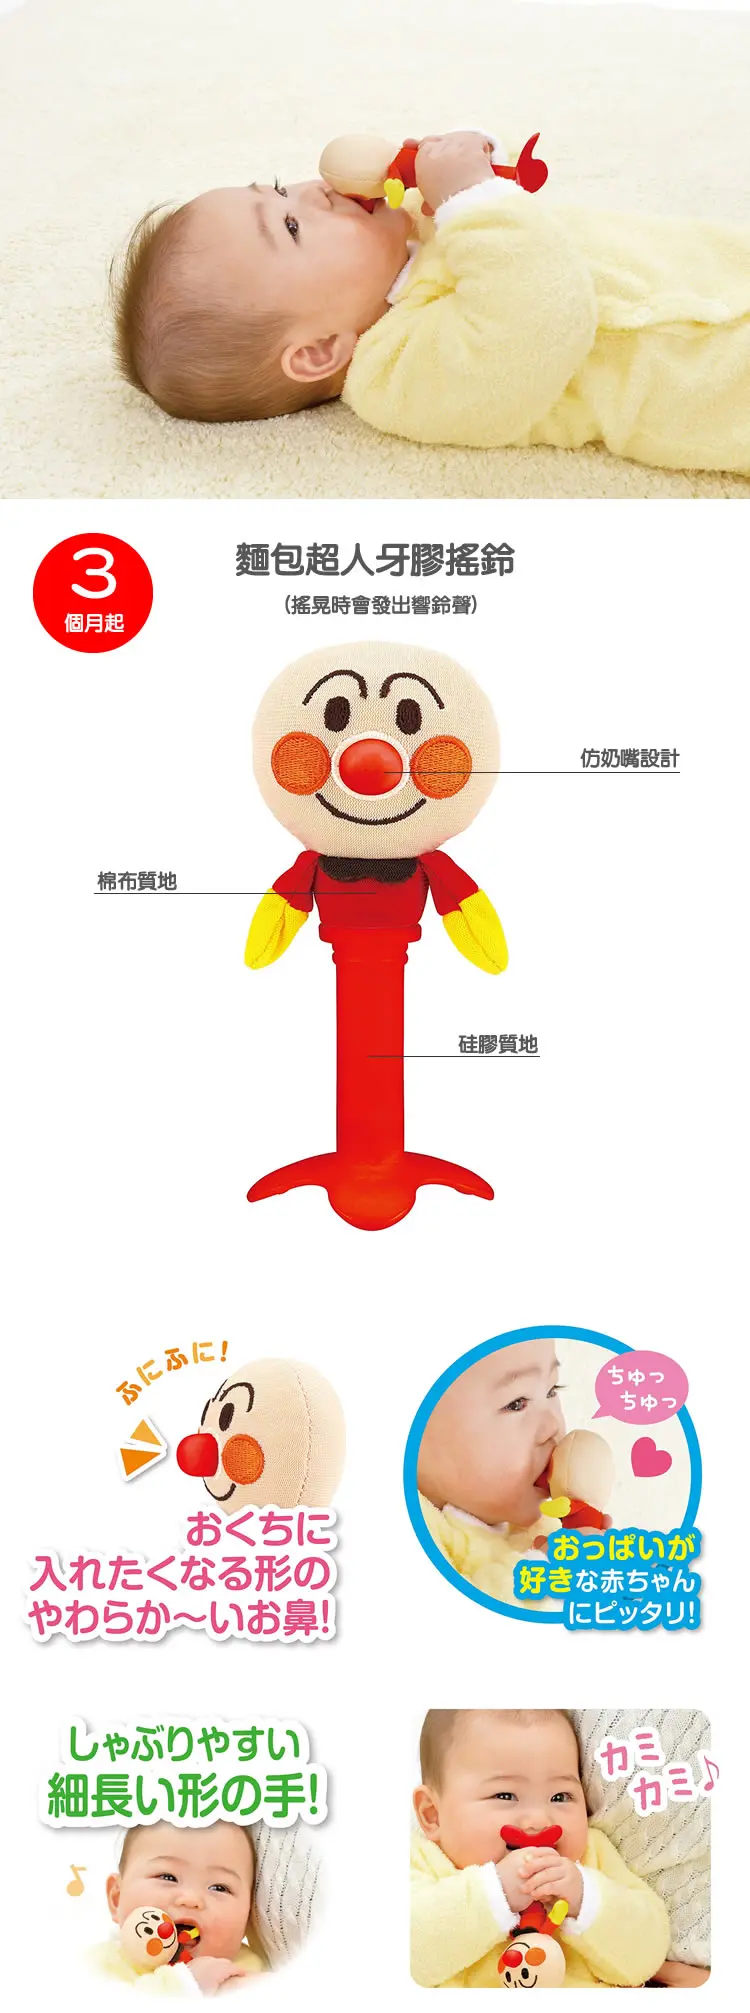 3
個月起
麵包超人牙膠搖鈴
(搖晃時會發出響鈴聲)
仿奶嘴設計
棉布質地
硅膠質地
ふにふに!
おくちに
入れたくなる形の
やわらか～いお鼻!
ちゅっ
ちゅっ
おっぱいが
好きな赤ちゃん
にピッタリ!
しゃぶりやすい
細長い形の手!
カミ
カミ♪